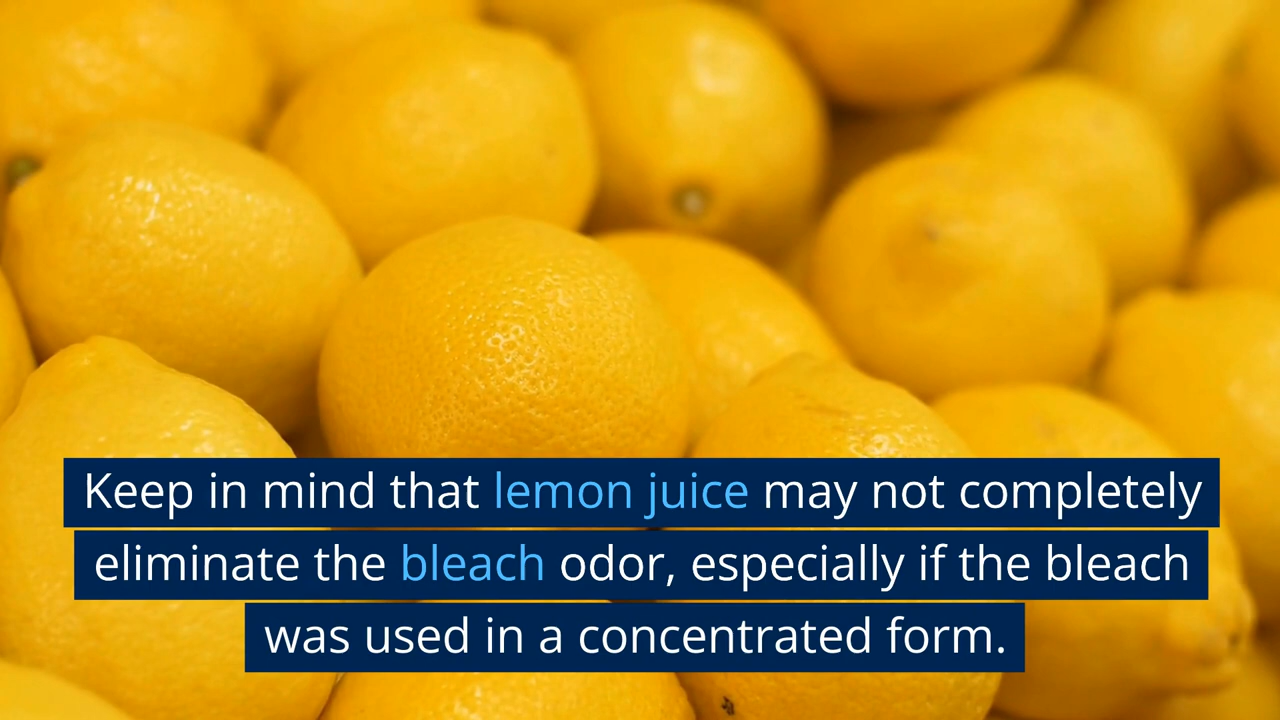 Keep in mind that lemon juice may not completely
eliminate the bleach odor, especially if the bleach
was used in a concentrated form.